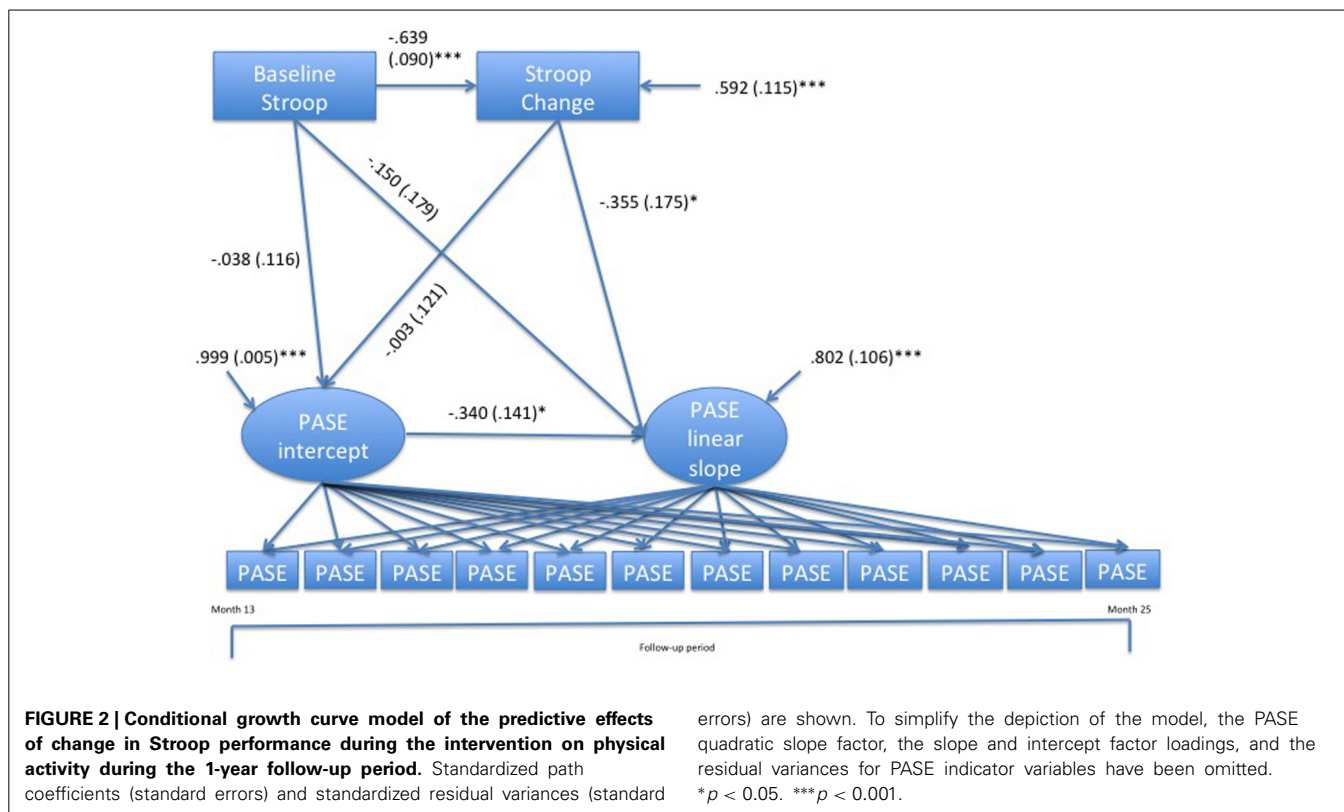 -.639
(.090)***
Baseline
Stroop
Stroop
Change
.592 (.115)***
-.150 (.179)
-.355 (.175)*
-.038 (.116)
-.003 (.121)
.999 (.005)***
.802 (.106)***
PASE
intercept
-.340 (.141)*
PASE
linear
slope
PASE PASE PASE PASE PASE PASE PASE PASE PASE PASE PASE PASE
Month 13 Month 25
Follow-up period
FIGURE 2 | Conditional growth curve model of the predictive effects
of change in Stroop performance during the intervention on physical
activity during the 1-year follow-up period. Standardized path
coefficients (standard errors) and standardized residual variances (standard
errors) are shown. To simplify the depiction of the model, the PASE
quadratic slope factor, the slope and intercept factor loadings, and the
residual variances for PASE indicator variables have been omitted.
*p < 0.05. ***p < 0.001.